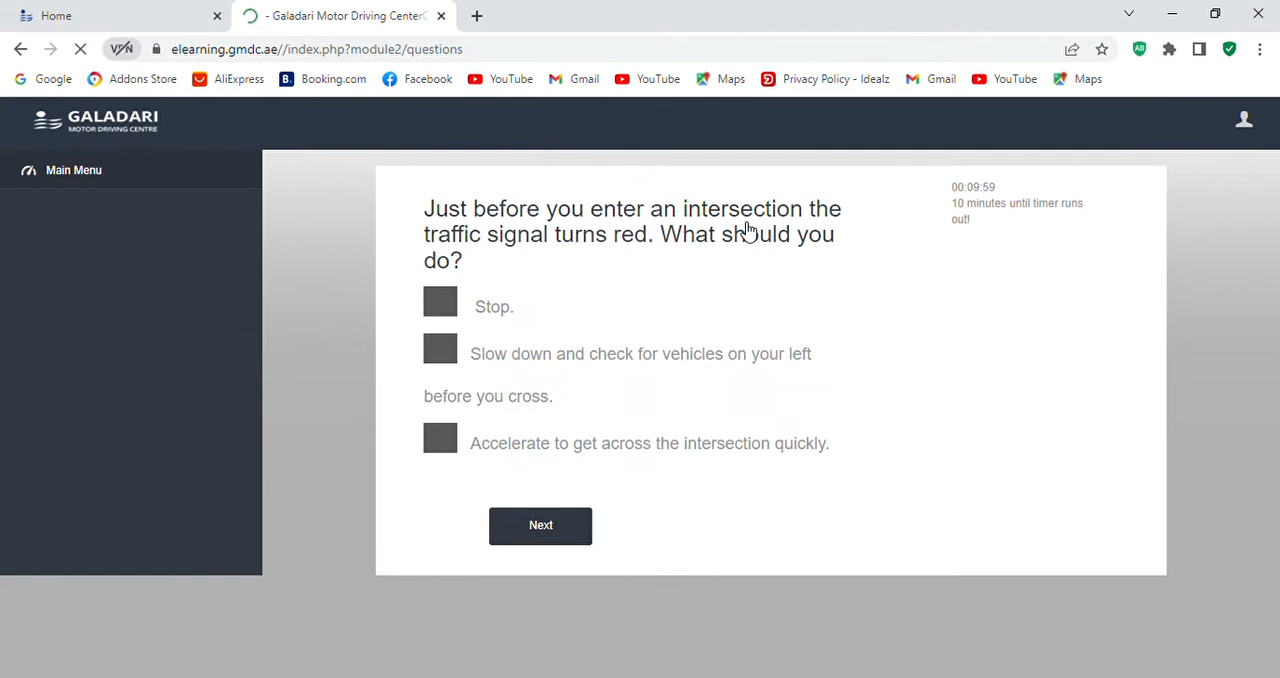 Home
- Galadari Motor Driving Center
VPN
elearning.gmdc.ae//index.php?module2/questions
Google Addons Store AliExpress B. Booking.com Facebook YouTube Gmail YouTube Maps Privacy Policy - Idealz Gmail YouTube Maps
GALADARI
MOTOR DRIVING CENTRE
Main Menu
00:09:59
10 minutes until timer runs
out!
Just before you enter an intersection the
traffic signal turns red. What should you
do?
Stop.
Slow down and check for vehicles on your left
before you cross.
Accelerate to get across the intersection quickly.
Next